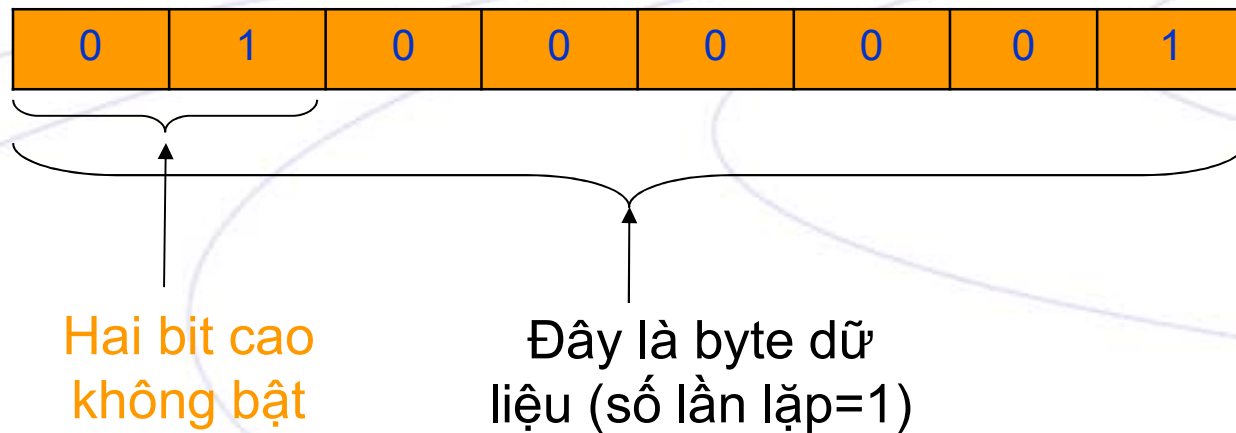 0 1 0 0 0 0 0 1
Hai bit cao
không bật
Đây là byte dữ
liệu (số lần lặp=1)